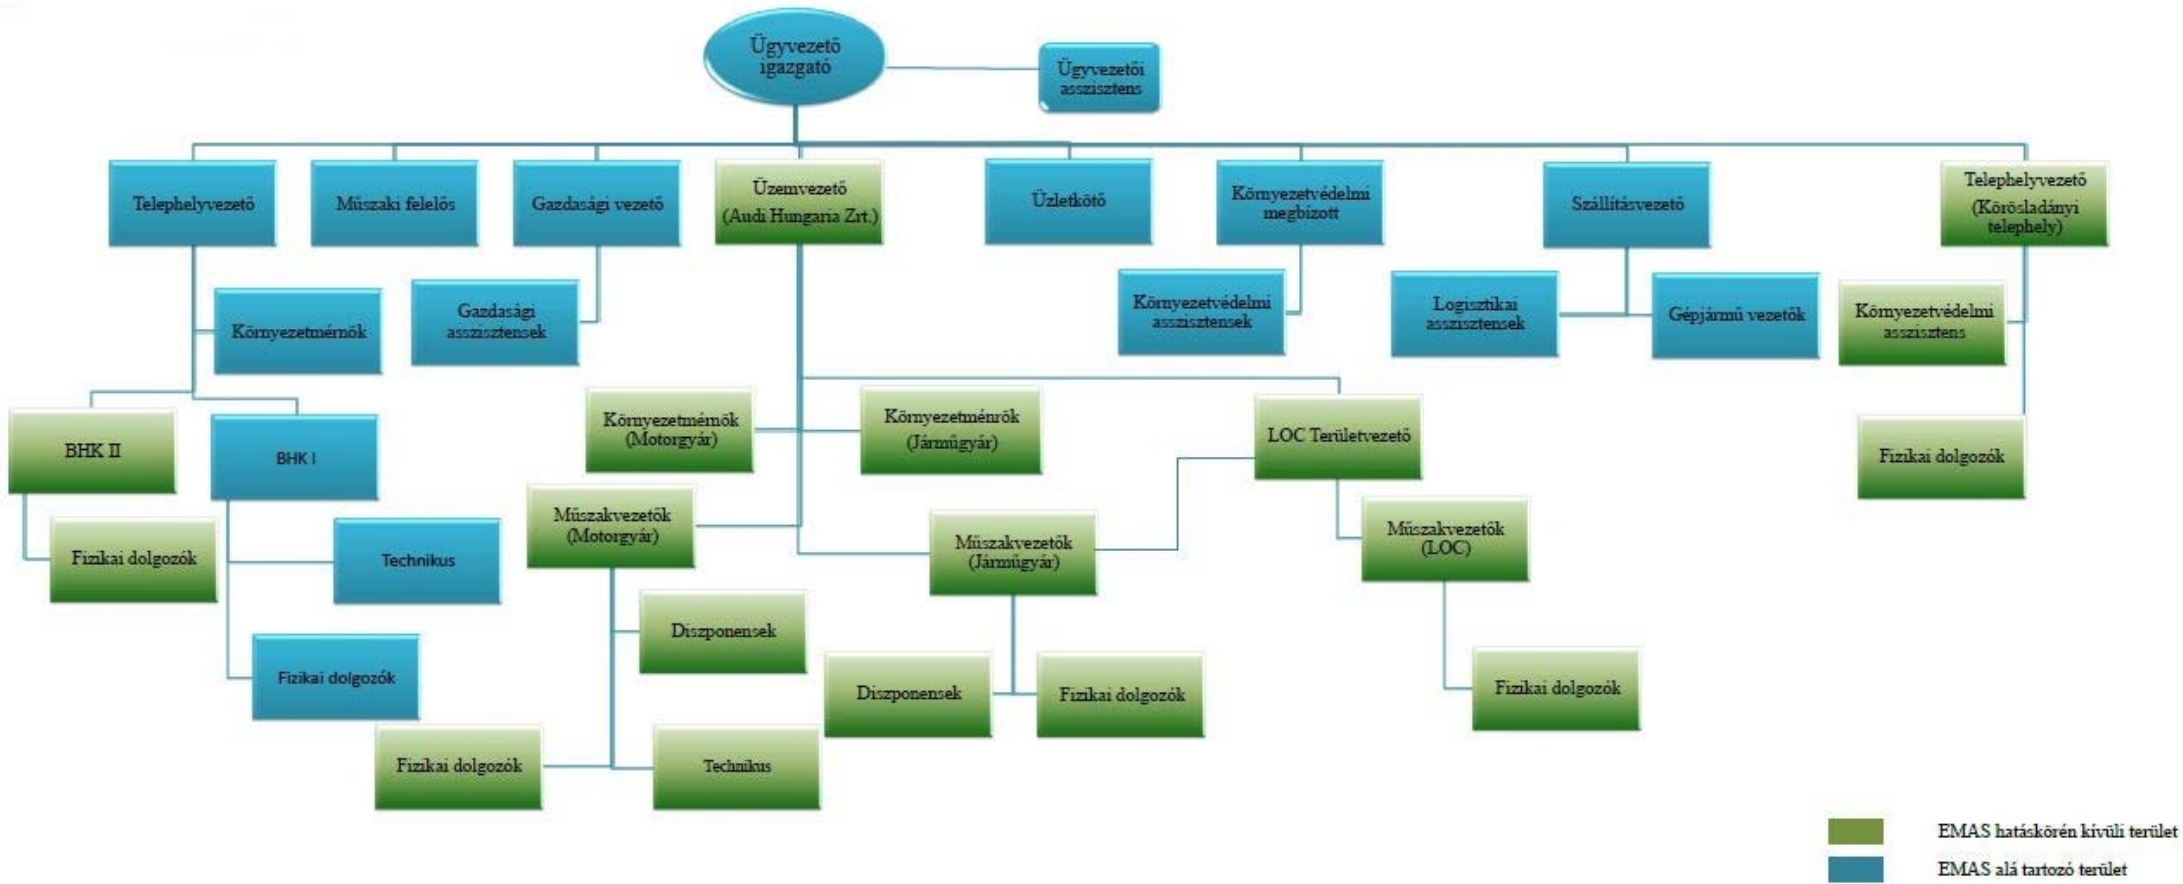 Ügyvezető
igazgató
Ügyvezetői
asszisztens
Telephelyvezető
Műszaki felelős
Gazdasági vezető
Üzemvezető
(Audi Hungaria Zrt.)
Üzletkötő
Környezetvédelmi
megbízott
Szállításvezető
Telephelyvezető
(Körösladányi
telephely)
Környezetmérnök
Gazdasági
asszisztensek
Környezetvédelmi
asszisztensek
Logisztikai
asszisztensek
Gépjármű vezetők
Környezetvédelmi
asszisztens
BHK II
BHK I
Környezetmérnök
(Motorgyár)
Környezetménrök
(Járműgyár)
LOC Területvezető
Fizikai dolgozók
Fizikai dolgozók
Technikus
Műszakvezetők
(Motorgyár)
Műszakvezetők
(Járműgyár)
Műszakvezetők
(LOC)
Fizikai dolgozók
Diszponensek
Diszponensek
Fizikai dolgozók
Fizikai dolgozók
Fizikai dolgozók
Technikus
EMAS hatáskörén kívüli terület
EMAS alá tartozó terület